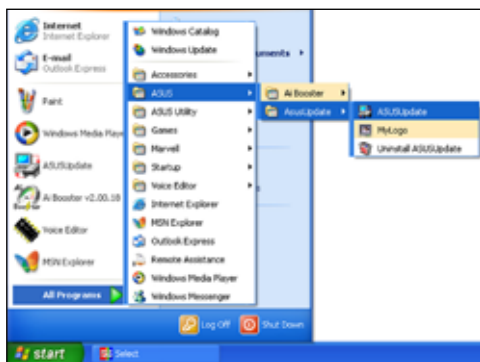 Internet
Internet Explorer
E-mail
Outlook Express
Paint
Windows Media Play
ASUSUpdate
Ai Booster v2.00.18
Voice Editor
MSN Explorer
All Programs
Windows Catalog
Windows Update
Accessories
ASUS
ASUS Utility
Games
Marvell
Startup
Voice Editor
Internet Explorer
MSN Explorer
Outlook Express
Remote Assistance
Windows Media Player
Windows Messenger
uments
Ai Booster
AsusUpdate
ASUSUpdate
MyLogo
Uninstall ASUSUpdate
Log Off
Shut Down
start
Select